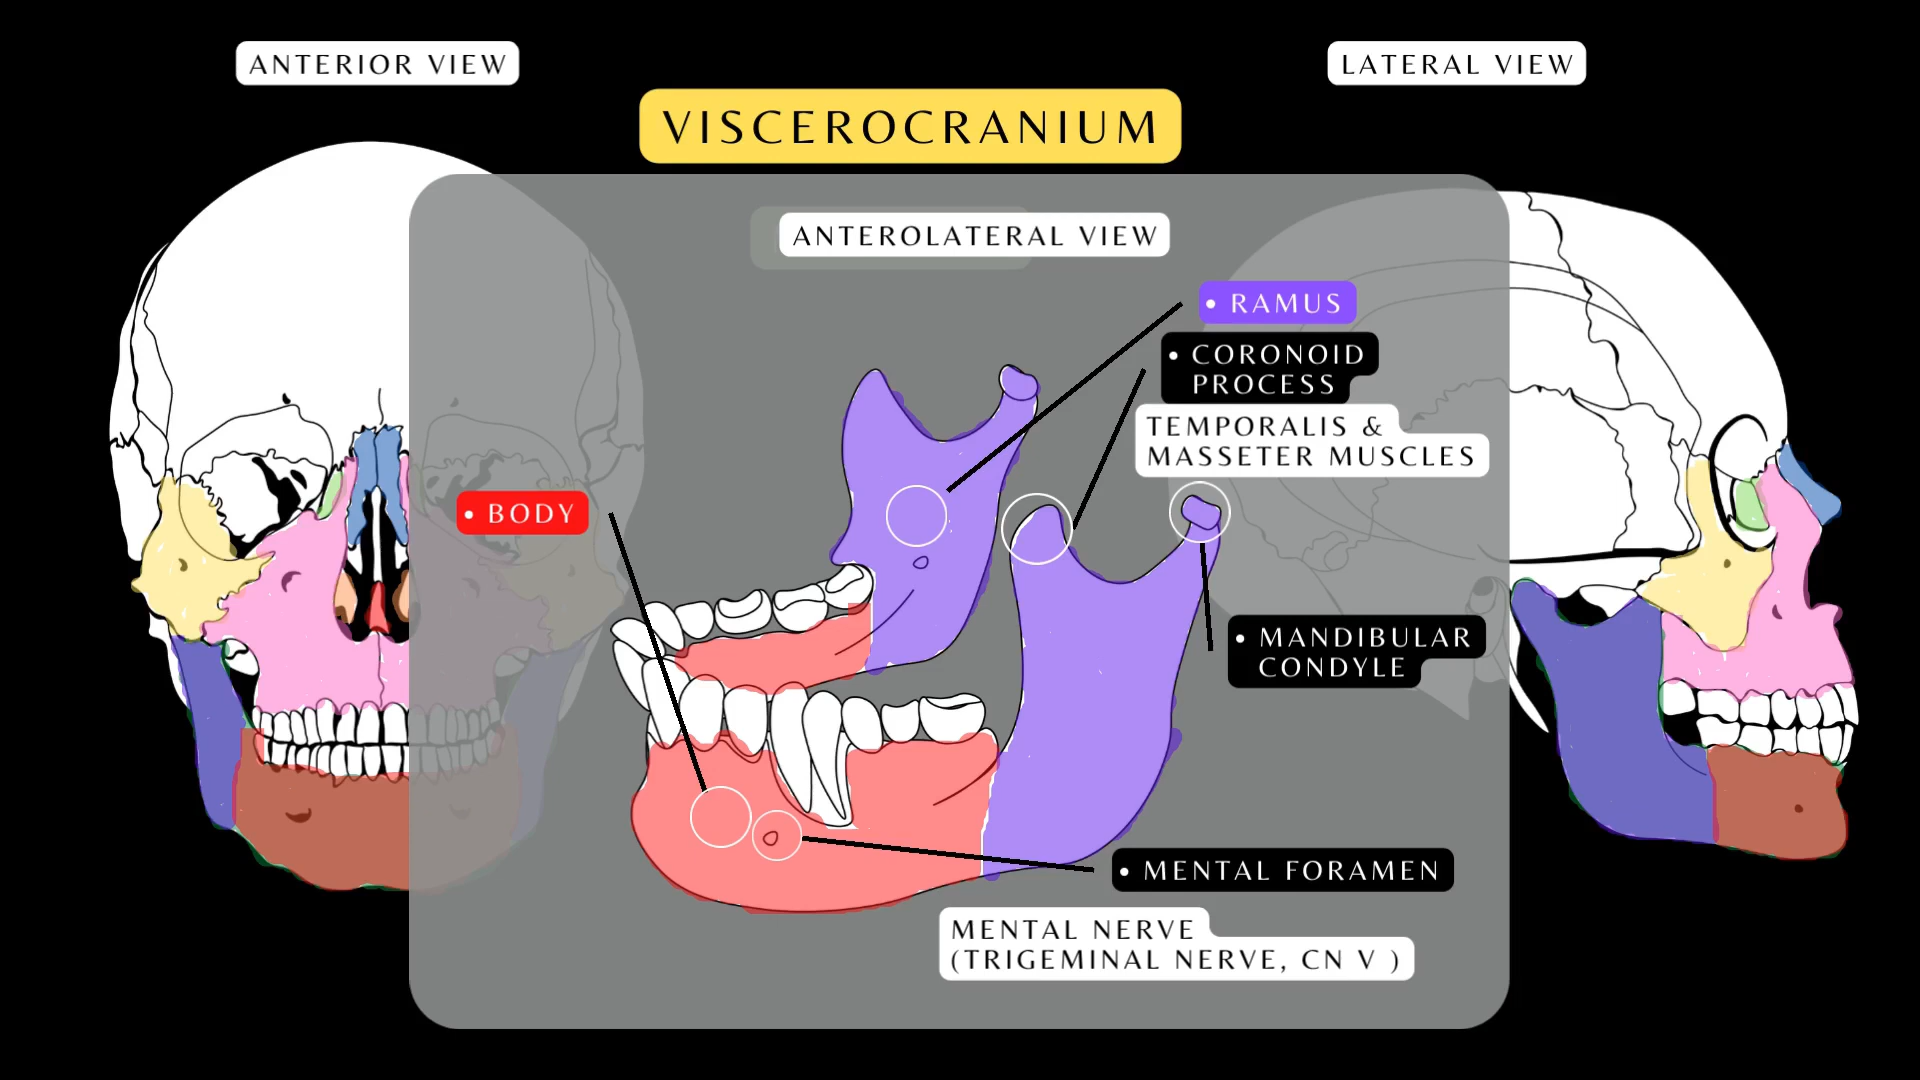 ANTERIOR VIEW
LATERAL VIEW
VISCEROCRANIUM
ANTEROLATERAL VIEW
• RAMUS
• CORONOID
PROCESS
TEMPORALIS &
MASSETER MUSCLES
• BODY
• MANDIBULAR
CONDYLE
• MENTAL FORAMEN
MENTAL NERVE
(TRIGEMINAL NERVE, CN V )